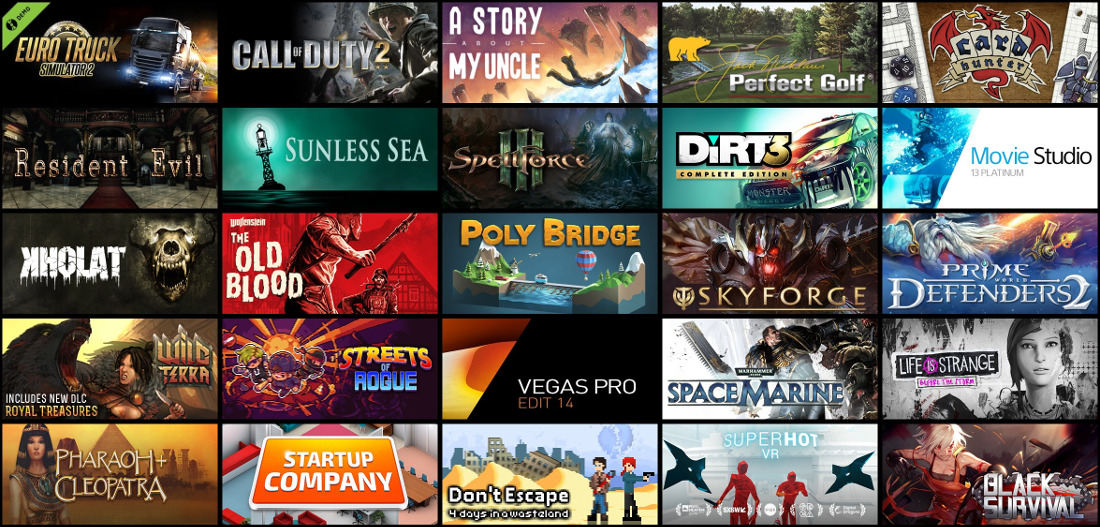 DEMO
EURO TRUCK
SIMULATOR 2
CALL OF DUTY 2
A STORY
ABOUT
MY UNCLE
Jack Nicklaus
Perfect Golf®
card
hunter
Resident Evil
SUNLESS SEA
SPELLFORCE
III
DiRT3
COMPLETE EDITION
MONSTER
Movie Studio
13 PLATINUM
KHOLAT
Wolfenstein
THE
OLD
BLOOD
POLY BRIDGE
SKYFORGE
PRIME
WORLD
DEFENDERS 2
WILD
TERRA
INCLUDES NEW DLC
ROYAL TREASURES
STREETS
OF
ROGUE
VEGAS PRO
EDIT 14
WARHAMMER
40,000
SPACE MARINE
LIFE IS STRANGE
BEFORE THE STORM
PHARAOH+
CLEOPATRA
STARTUP
COMPANY
Don't Escape
4 days in a wasteland
SUPERHOT
VR
SXSW
BLACK
SURVIVAL